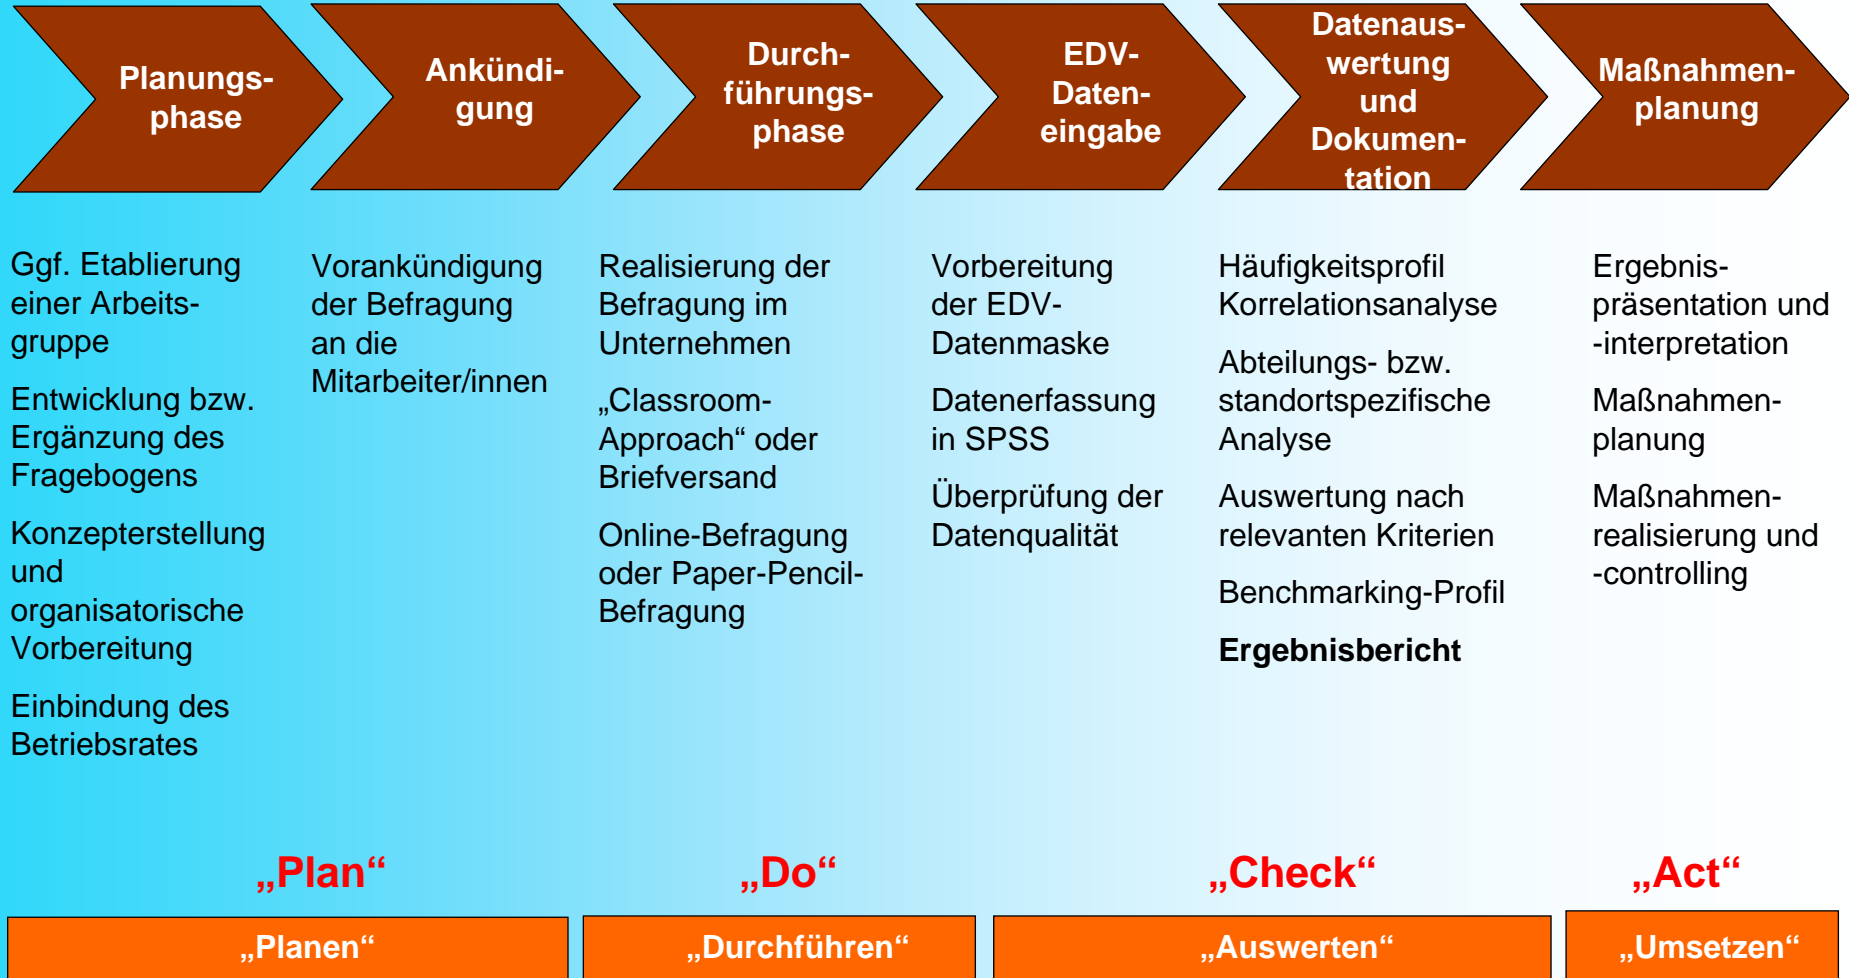 Planungs-
phase
Ankündi-
gung
Durch-
führungs-
phase
EDV-
Daten-
eingabe
Datenaus-
wertung
und
Dokumen-
tation
Maßnahmen-
planung
Ggf. Etablierung
einer Arbeits-
gruppe
Entwicklung bzw.
Ergänzung des
Fragebogens
Konzepterstellung
und
organisatorische
Vorbereitung
Einbindung des
Betriebsrates
Vorankündigung
der Befragung
an die
Mitarbeiter/innen
Realisierung der
Befragung im
Unternehmen
„Classroom-
Approach“ oder
Briefversand
Online-Befragung
oder Paper-Pencil-
Befragung
Vorbereitung
der EDV-
Datenmaske
Datenerfassung
in SPSS
Überprüfung der
Datenqualität
Häufigkeitsprofil
Korrelationsanalyse
Abteilungs- bzw.
standortspezifische
Analyse
Auswertung nach
relevanten Kriterien
Benchmarking-Profil
Ergebnisbericht
Ergebnis-
präsentation und
-interpretation
Maßnahmen-
planung
Maßnahmen-
realisierung und
-controlling
„Plan“
„Do“
„Check“
„Act“
„Planen“
„Durchführen“
„Auswerten“
„Umsetzen“